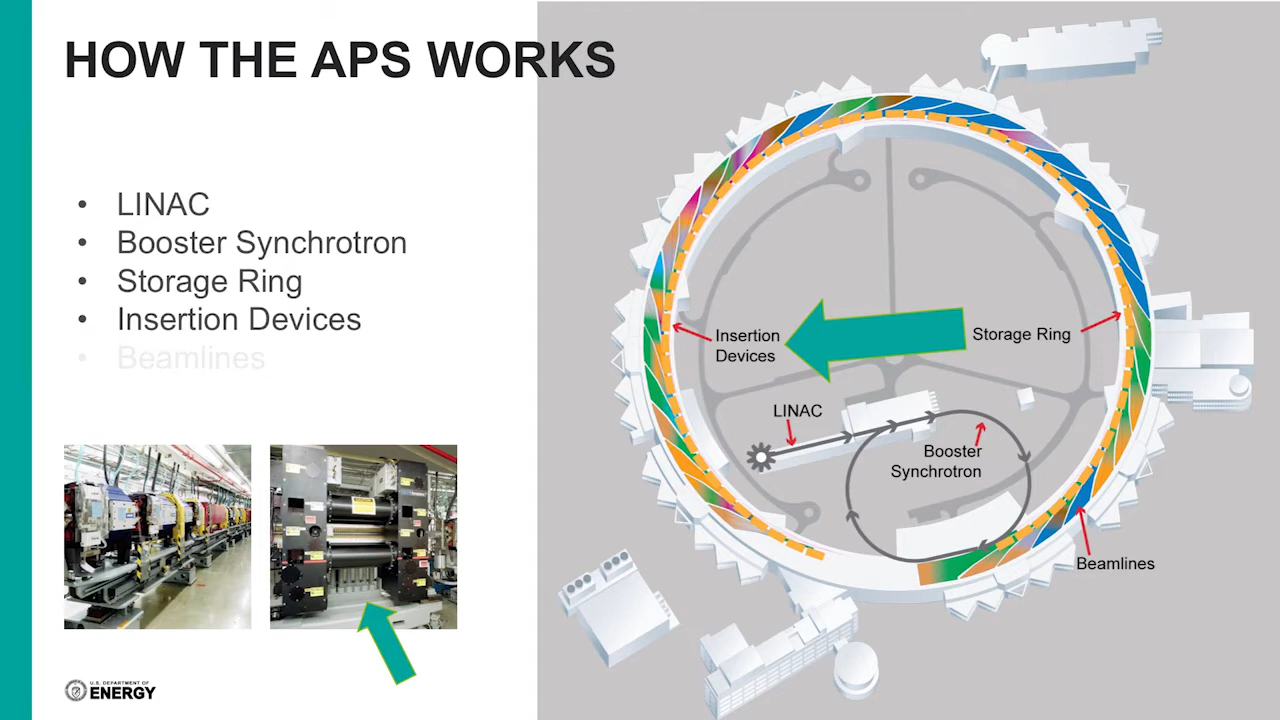 HOW THE APS WORKS
• LINAC
• Booster Synchrotron
• Storage Ring
• Insertion Devices
• Beamlines
Insertion
Devices
Storage Ring
LINAC
Booster
Synchrotron
Beamlines
U.S. DEPARTMENT OF
ENERGY